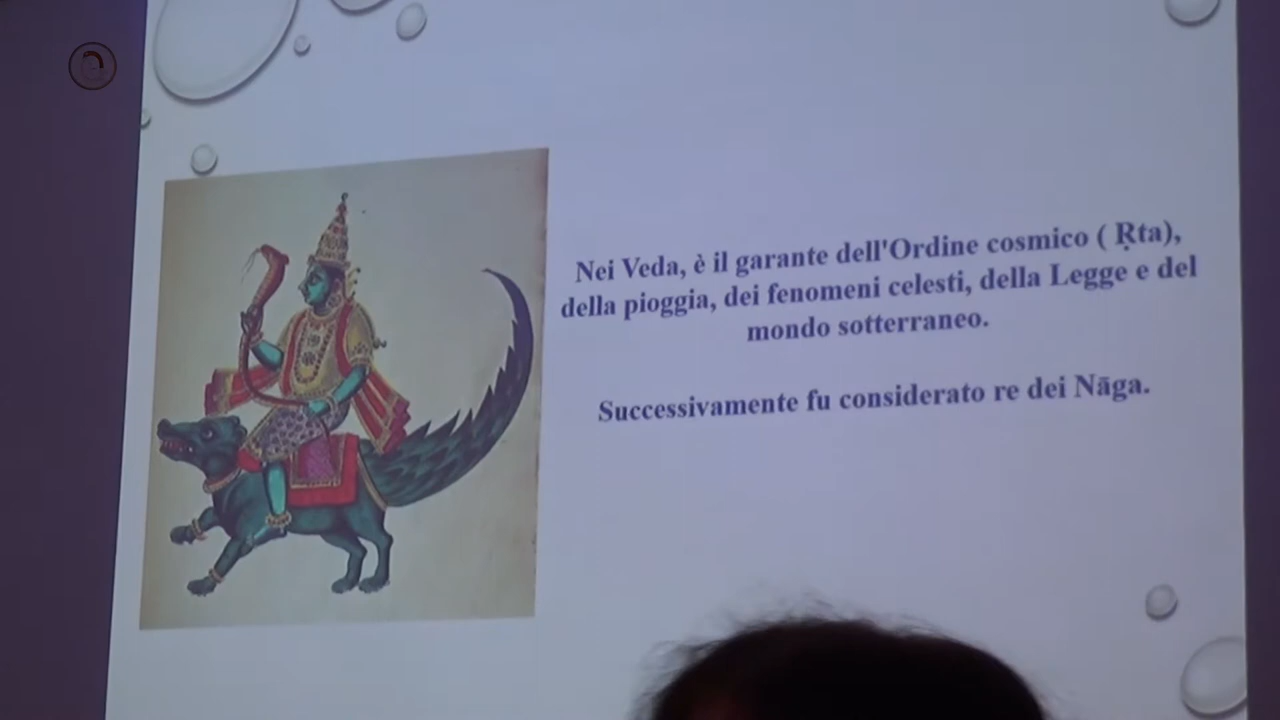 Nei Veda, è il garante dell'Ordine cosmico ( Ṛta),
della pioggia, dei fenomeni celesti, della Legge e del
mondo sotterraneo.
Successivamente fu considerato re dei Nāga.